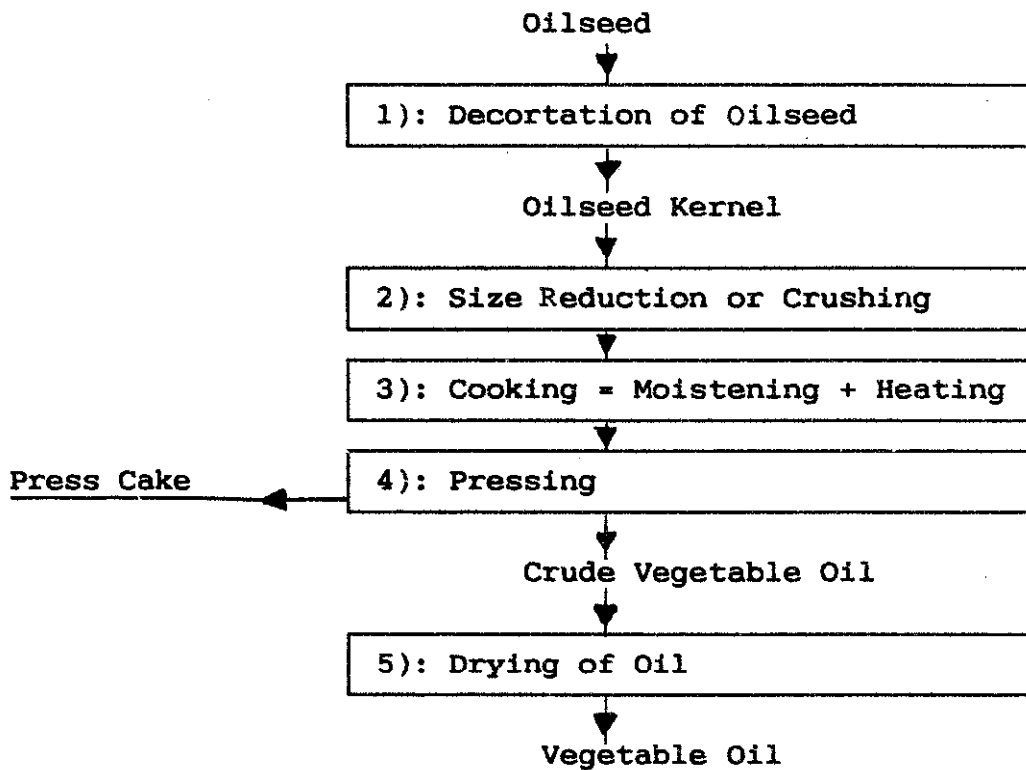 Oilseed
1): Decortation of Oilseed
Oilseed Kernel
2): Size Reduction or Crushing
3): Cooking = Moistening + Heating
Press Cake
4): Pressing
Crude Vegetable Oil
5): Drying of Oil
Vegetable Oil